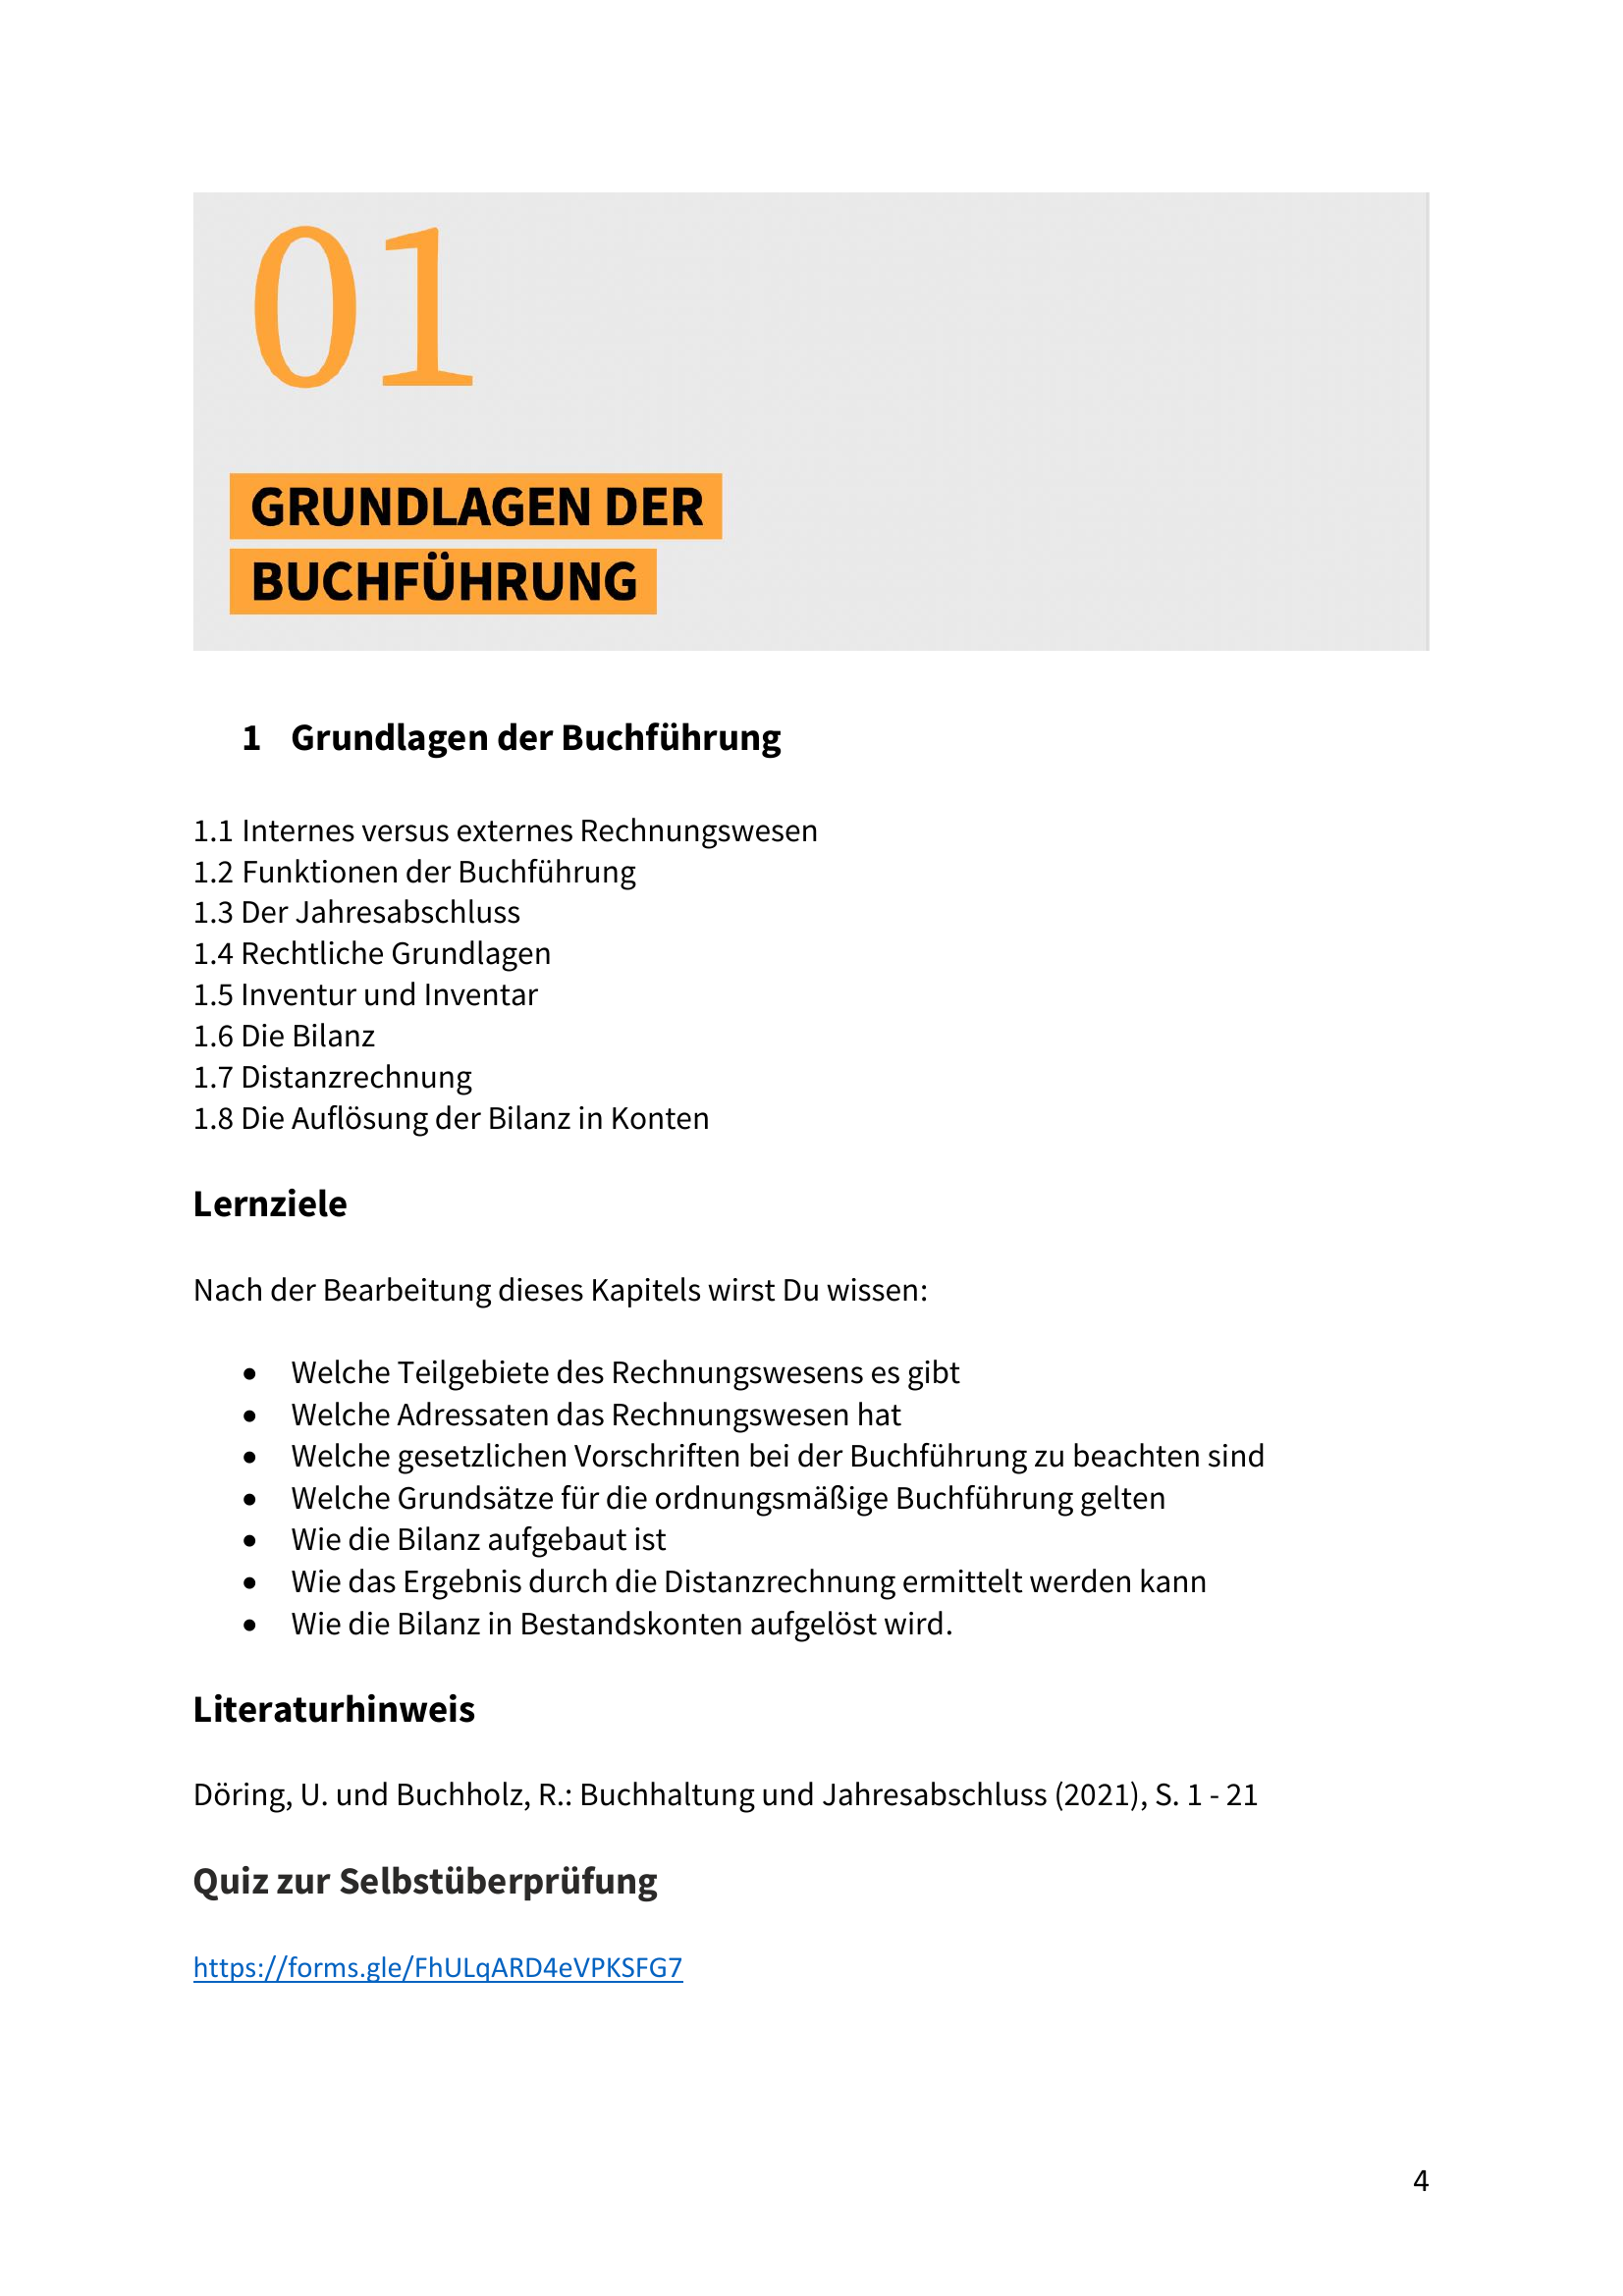 01
GRUNDLAGEN DER
BUCHFÜHRUNG
1 Grundlagen der Buchführung
1.1 Internes versus externes Rechnungswesen
1.2 Funktionen der Buchführung
1.3 Der Jahresabschluss
1.4 Rechtliche Grundlagen
1.5 Inventur und Inventar
1.6 Die Bilanz
1.7 Distanzrechnung
1.8 Die Auflösung der Bilanz in Konten
Lernziele
Nach der Bearbeitung dieses Kapitels wirst Du wissen:
• Welche Teilgebiete des Rechnungswesens es gibt
• Welche Adressaten das Rechnungswesen hat
• Welche gesetzlichen Vorschriften bei der Buchführung zu beachten sind
• Welche Grundsätze für die ordnungsmäßige Buchführung gelten
• Wie die Bilanz aufgebaut ist
• Wie das Ergebnis durch die Distanzrechnung ermittelt werden kann
• Wie die Bilanz in Bestandskonten aufgelöst wird.
Literaturhinweis
Döring, U. und Buchholz, R.: Buchhaltung und Jahresabschluss (2021), S. 1 - 21
Quiz zur Selbstüberprüfung
https://forms.gle/FhULqARD4eVPKSFG7
4